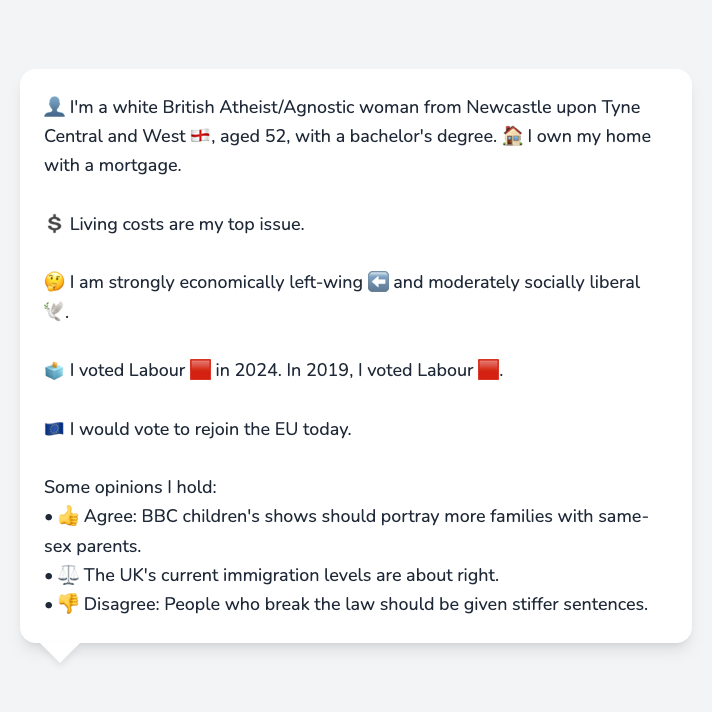 👤 I'm a white British Atheist/Agnostic woman from Newcastle upon Tyne
Central and West 🏴󠁧󠁢󠁥󠁮󠁧󠁿, aged 52, with a bachelor's degree. 🏠 I own my home
with a mortgage.
💲 Living costs are my top issue.
🤔 I am strongly economically left-wing ⬅️ and moderately socially liberal
🕊️.
🗳️ I voted Labour 🟥 in 2024. In 2019, I voted Labour 🟥.
🇪🇺 I would vote to rejoin the EU today.
Some opinions I hold:
• 👍 Agree: BBC children's shows should portray more families with same-
sex parents.
• ⚖️ The UK's current immigration levels are about right.
• 👎 Disagree: People who break the law should be given stiffer sentences.